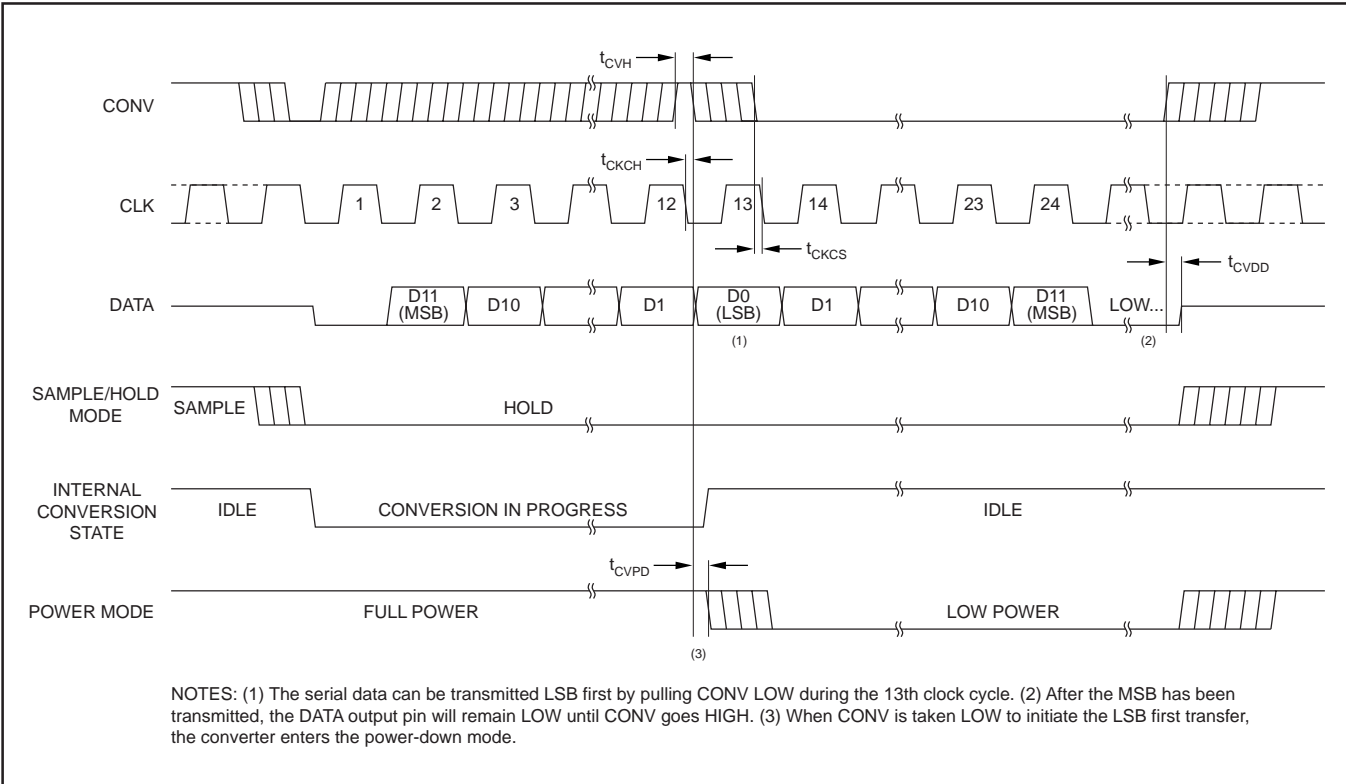 tCVH
CONV
tCKCH
CLK
1 2 3 12 13 14 23 24
tCKCS
tCVDD
DATA
D11 (MSB) D10 D1 D0 (LSB) D1 D10 D11 (MSB) LOW...
(1) (2)
SAMPLE/HOLD
MODE
SAMPLE HOLD
INTERNAL
CONVERSION
STATE
IDLE CONVERSION IN PROGRESS IDLE
tCVPD
POWER MODE FULL POWER LOW POWER
(3)
NOTES: (1) The serial data can be transmitted LSB first by pulling CONV LOW during the 13th clock cycle. (2) After the MSB has been
transmitted, the DATA output pin will remain LOW until CONV goes HIGH. (3) When CONV is taken LOW to initiate the LSB first transfer,
the converter enters the power-down mode.